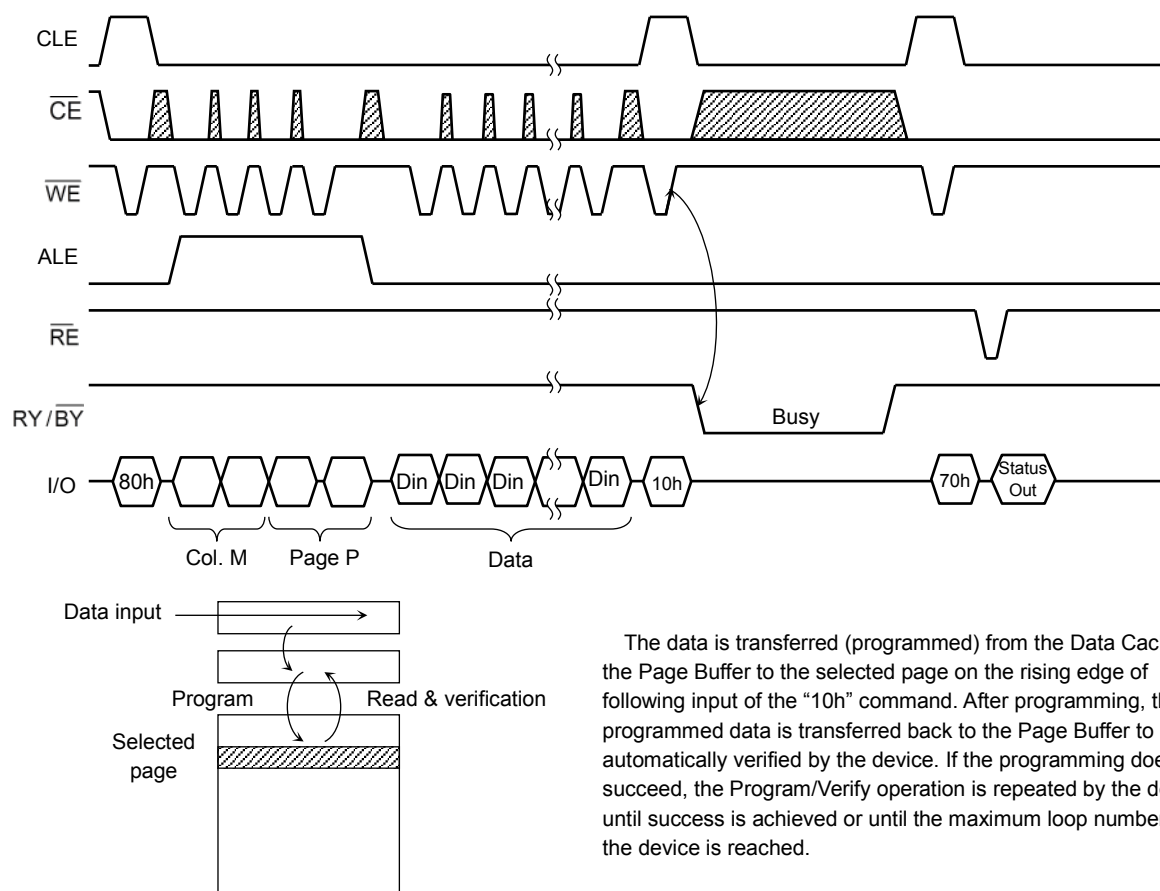 CLE
CE
WE
ALE
RE
RY/BY
Busy
I/O 80h Din Din Din Din 10h 70h Status Out
Col. M Page P Data
Data input
Program Read & verification
Selected
page
The data is transferred (programmed) from the Data
the Page Buffer to the selected page on the rising edge of
following input of the “10h” command. After programming,
programmed data is transferred back to the Page Buffer to
automatically verified by the device. If the programming
succeed, the Program/Verify operation is repeated by the
until success is achieved or until the maximum loop number
the device is reached.